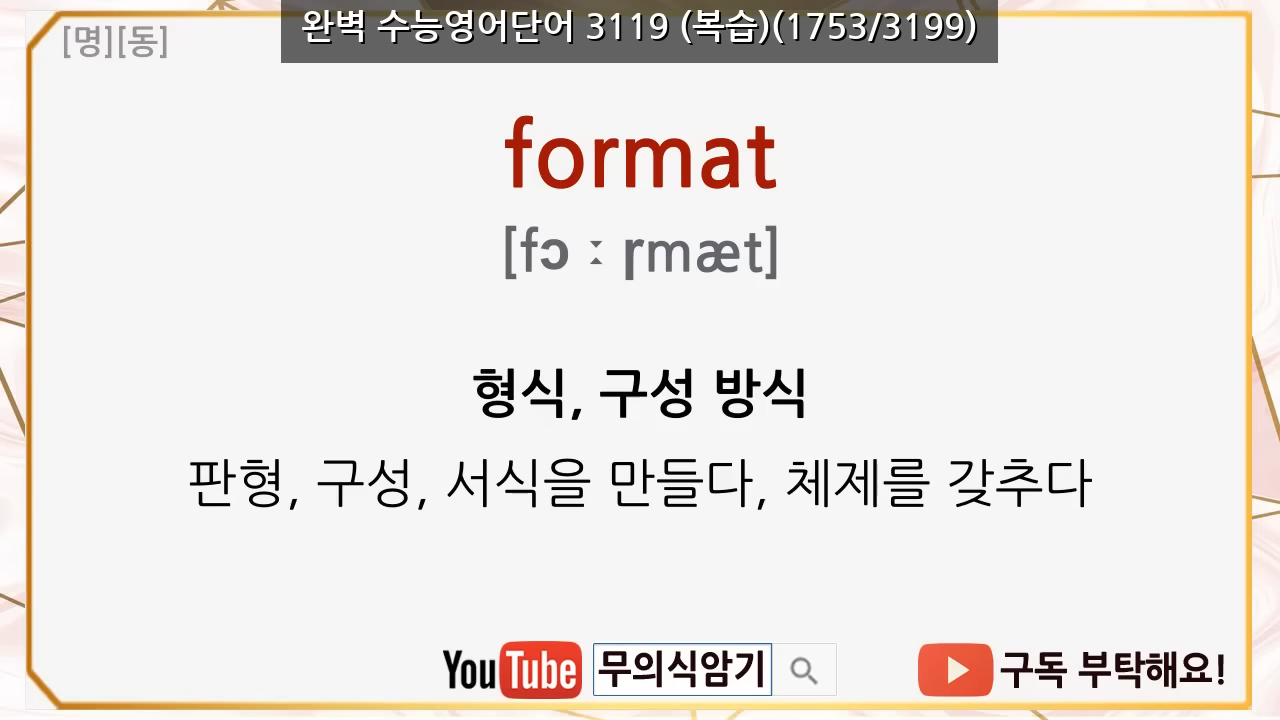 완벽 수능영어단어 3119 (복습)(1753/3199)
[명][동]
format
[fɔːrmæt]
형식, 구성 방식
판형, 구성, 서식을 만들다, 체제를 갖추다
YouTube 무의식암기 구독 부탁해요!